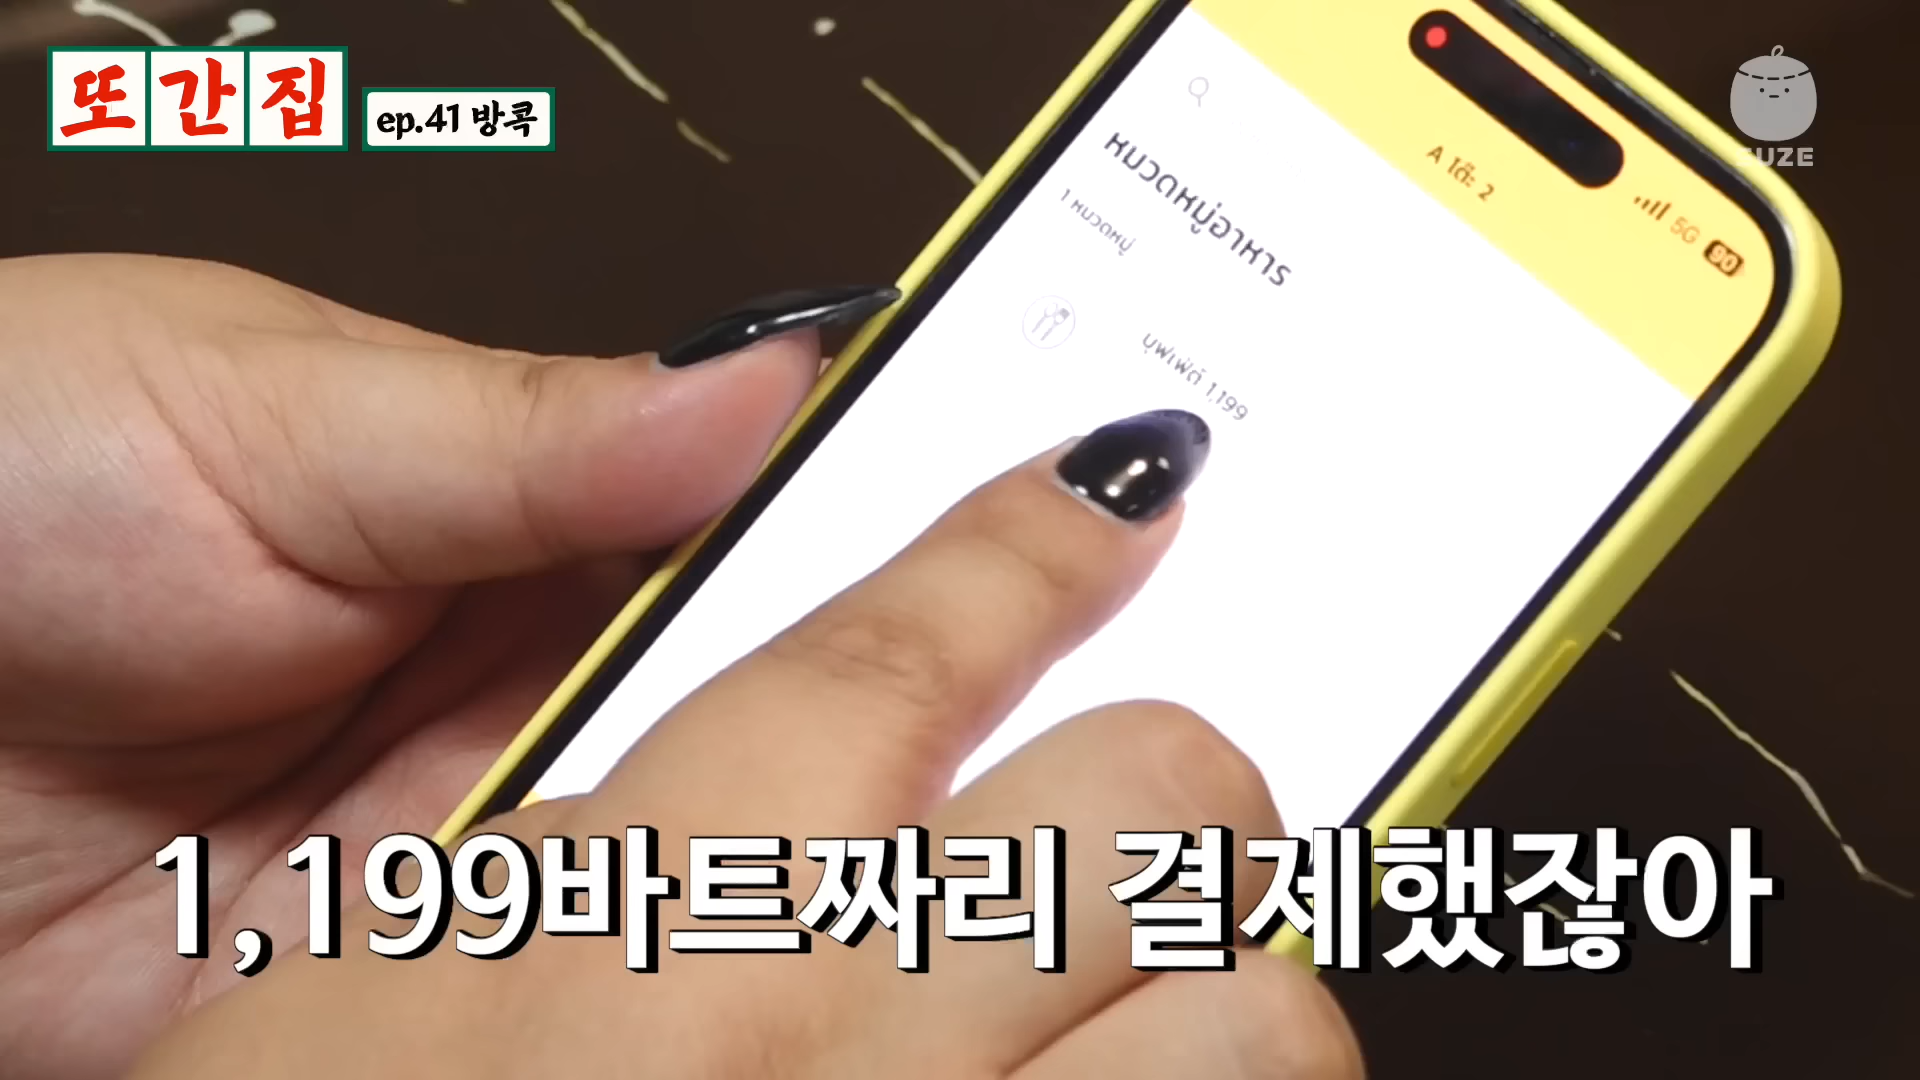 또간집
ep.41 방콕
A โต๊ะ 2
5G 90
หมวดหมู่อาหาร
1 หมวดหมู่
บุฟเฟ่ต์ 1,199
1,199바트짜리 결제했잖아